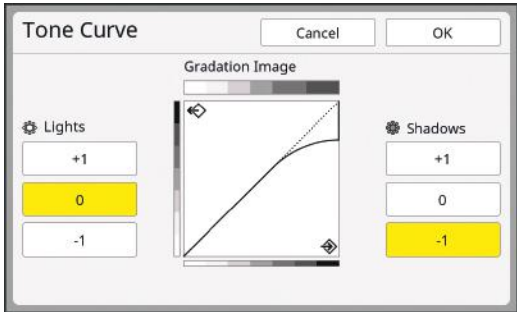 Tone Curve
Cancel
OK
Gradation Image
Lights
+1
0
-1
Shadows
+1
0
-1